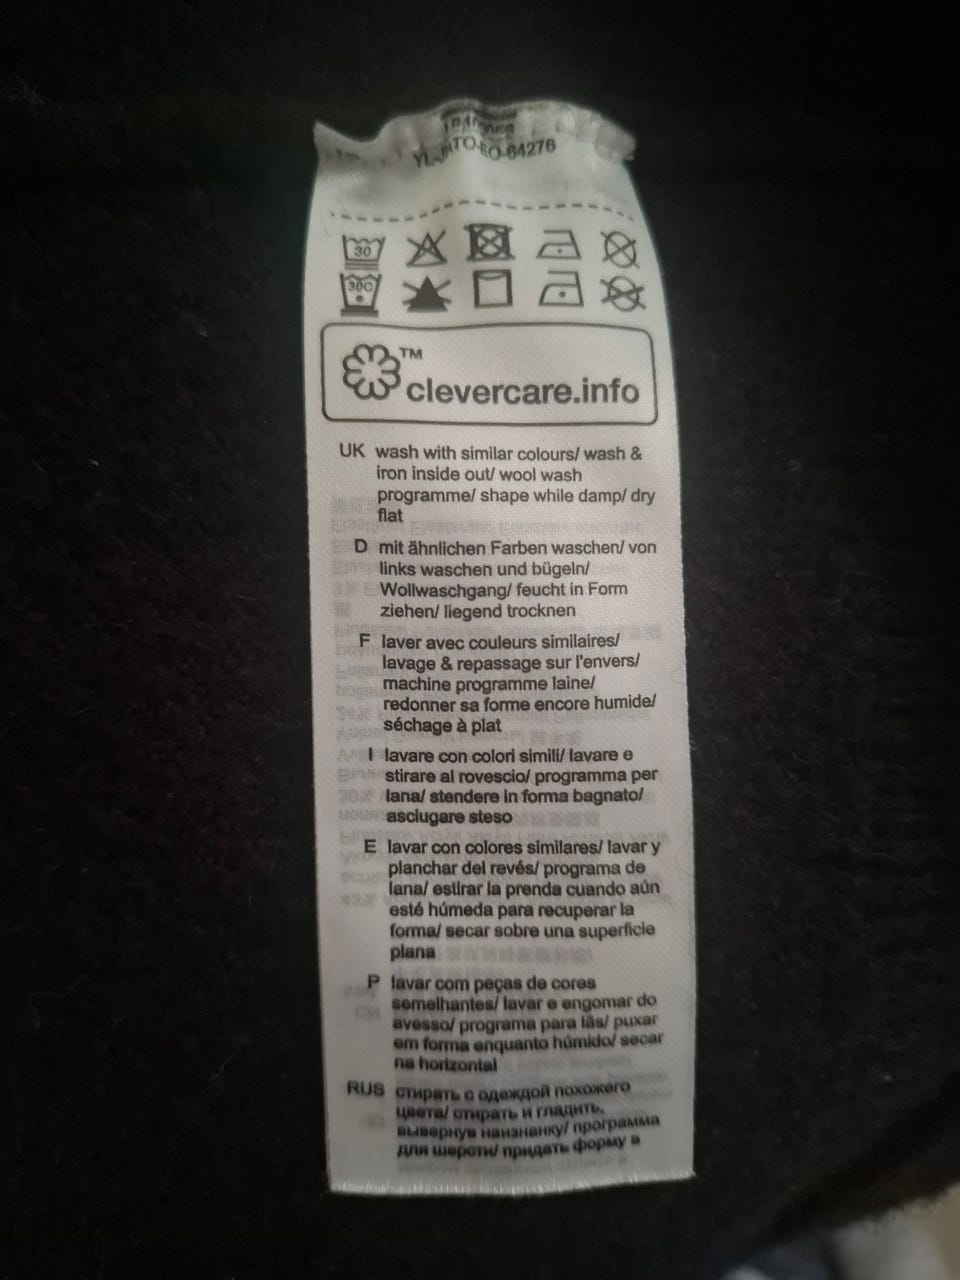 64276
30
30C
TM
clevercare.info
UK wash with similar colours/ wash &
iron inside out/ wool wash
programme/ shape while damp/ dry
flat
D mit ähnlichen Farben waschen/ von
links waschen und bügeln/
Wollwaschgang/ feucht in Form
ziehen/ liegend trocknen
F laver avec couleurs similaires/
lavage & repassage sur l'envers/
machine programme laine/
redonner sa forme encore humide/
séchage à plat
I lavare con colori simili/ lavare e
stirare al rovescio/ programma per
lana/ stendere in forma bagnato/
asciugare steso
E lavar con colores similares/ lavar y
planchar del revés/ programa de
lana/ estirar la prenda cuando aún
esté húmeda para recuperar la
forma/ secar sobre una superficie
plana
P lavar com peças de cores
semelhantes/ lavar e engomar do
avesso/ programa para lãs/ puxar
em forma enquanto húmido/ secar
na horizontal
RUS стирать с одеждой похожего
цвета/ стирать и гладить,
вывернув наизнанку/ программа
для шерсти/ придать форму в